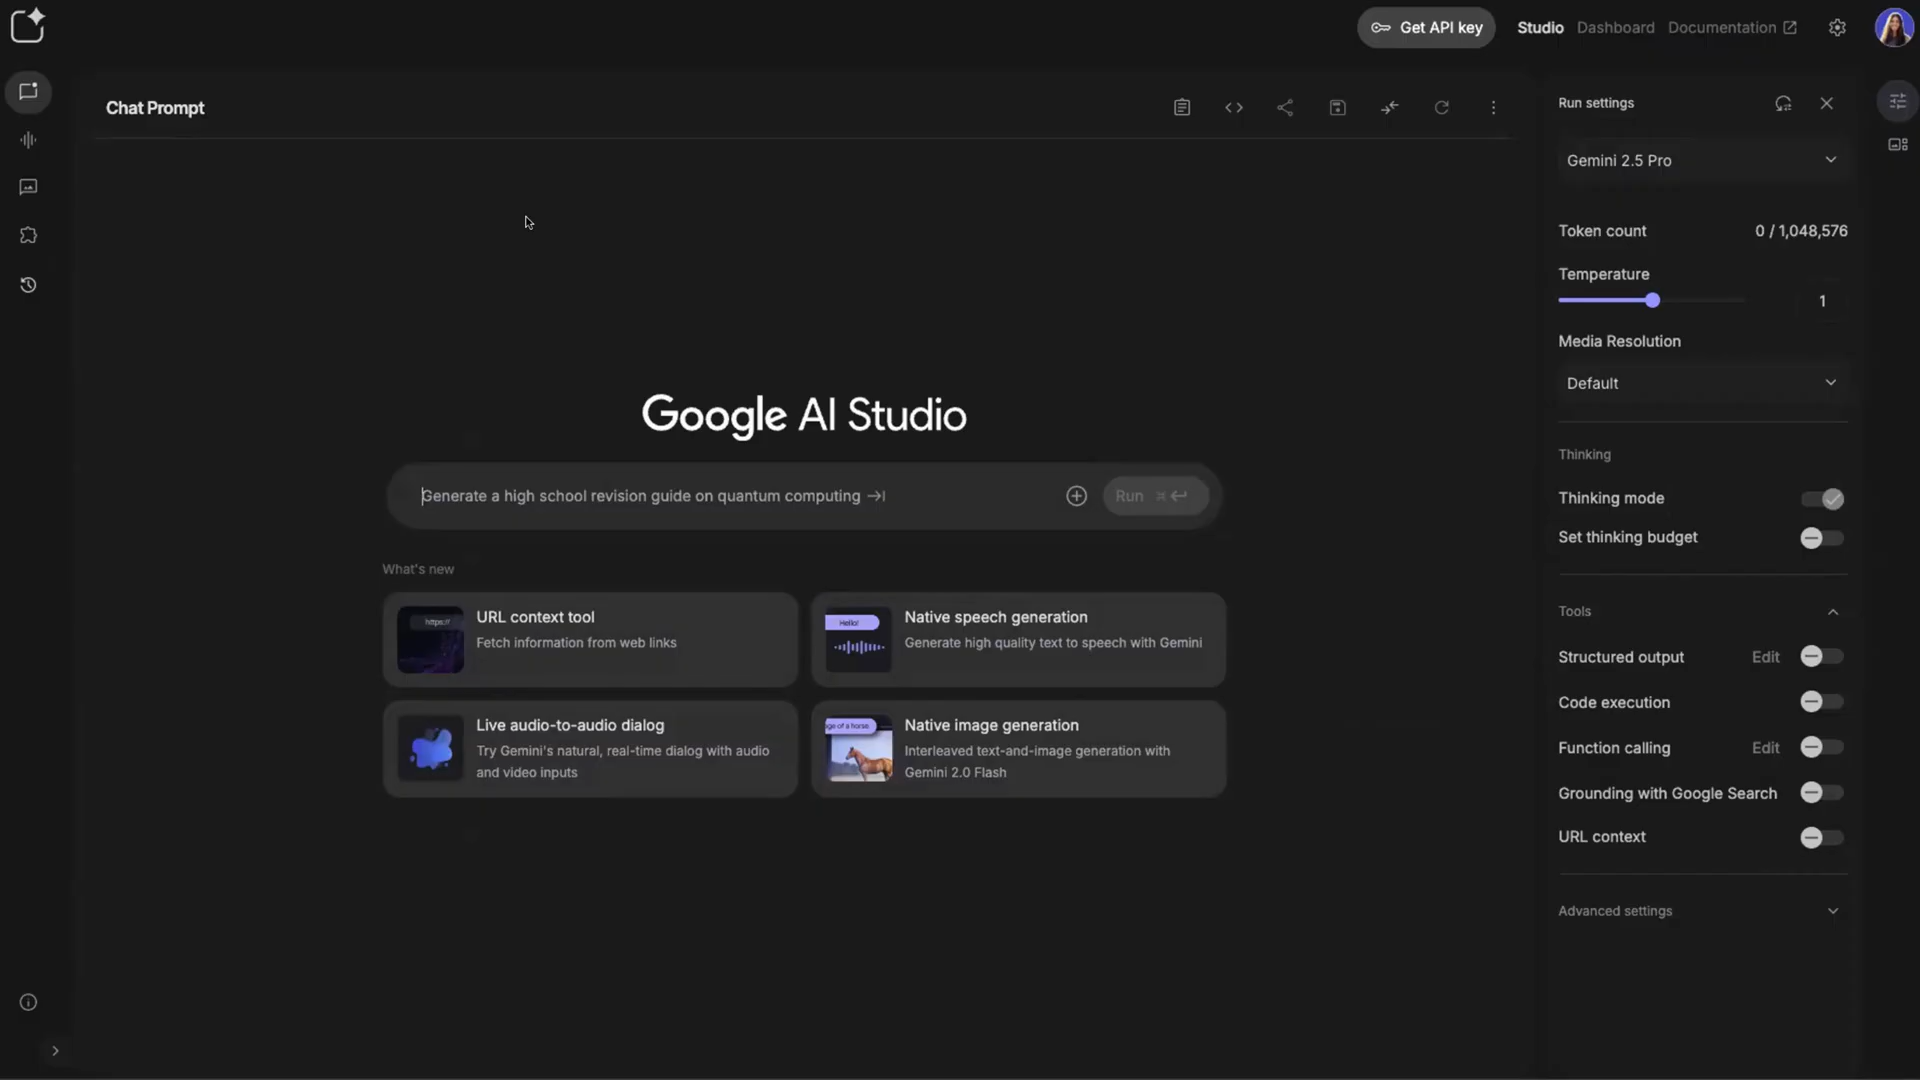 Get API key
Studio
Dashboard
Documentation
Chat Prompt
Run settings
Gemini 2.5 Pro
Token count
0 / 1,048,576
Temperature
1
Media Resolution
Default
Thinking
Thinking mode
Set thinking budget
Tools
Structured output
Edit
Code execution
Function calling
Edit
Grounding with Google Search
URL context
Advanced settings
Google AI Studio
Generate a high school revision guide on quantum computing
Run
What's new
https://
URL context tool
Fetch information from web links
Hello!
Native speech generation
Generate high quality text to speech with Gemini
Live audio-to-audio dialog
Try Gemini's natural, real-time dialog with audio
and video inputs
ge of a horse
Native image generation
Interleaved text-and-image generation with
Gemini 2.0 Flash